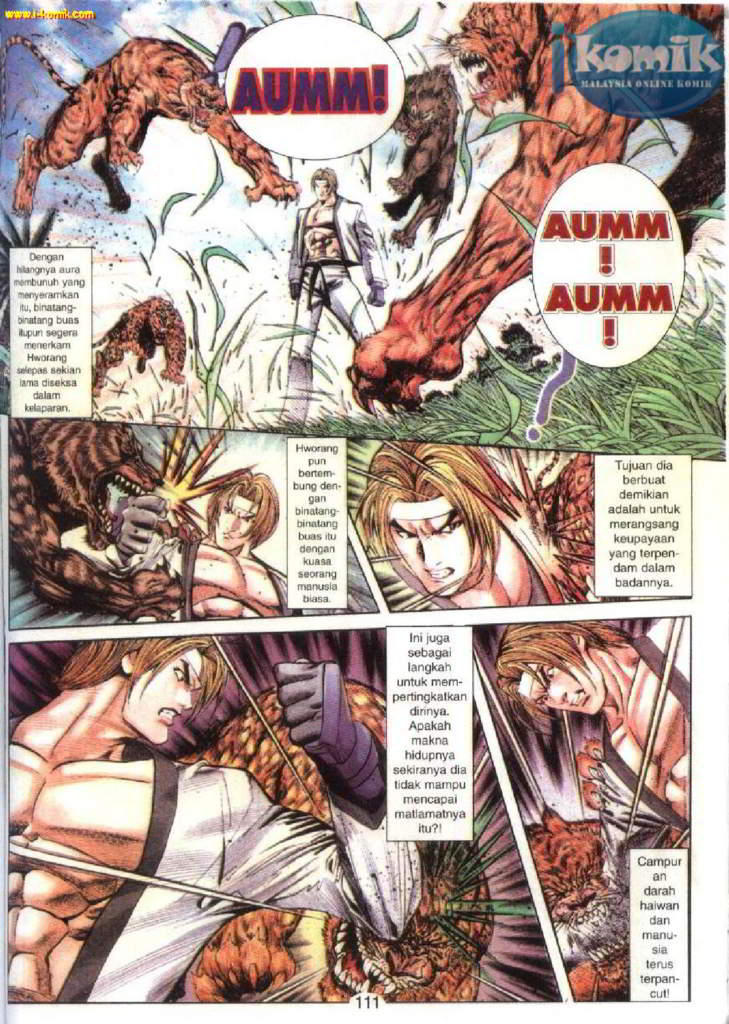 www.i-komik.com
ikomik
MALAYSIA ONLINE KOMIK
AUMM!
AUMM
!
AUMM
!
Dengan
hilangnya aura
membunuh yang
menyeramkan
itu, binatang-
binatang buas
itupun segera
menerkam
Hworang
selepas sekian
lama diseksa
dalam
kelaparan.
Hworang
pun
bertem-
bung den-
gan
binatang-
binatang
buas itu
dengan
kuasa
seorang
manusia
biasa.
Tujuan dia
berbuat
demikian
adalah untuk
merangsang
keupayaan
yang terpen-
dam dalam
badannya.
Ini juga
sebagai
langkah
untuk mem-
pertingkatkan
dirinya.
Apakah
makna
hidupnya
sekiranya dia
tidak mampu
mencapai
matlamatnya
itu?!
Campur
an
darah
haiwan
dan
manu-
sia
terus
terpan-
cut!
111